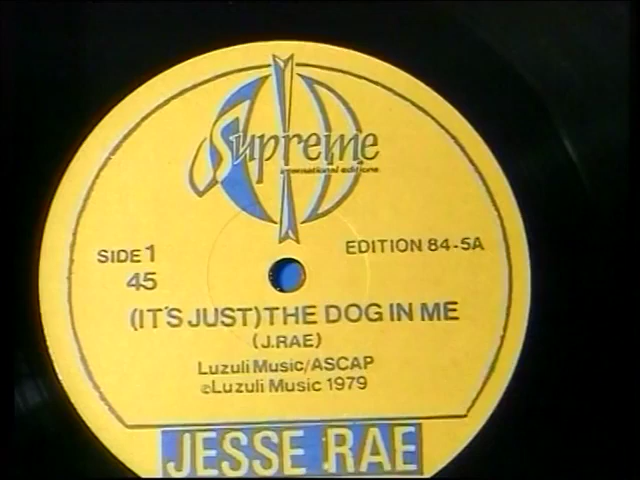 Supreme
international editions
SIDE 1
EDITION 84-5A
45
(IT'S JUST) THE DOG IN ME
(J.RAE)
Luzuli Music/ASCAP
©Luzuli Music 1979
JESSE RAE